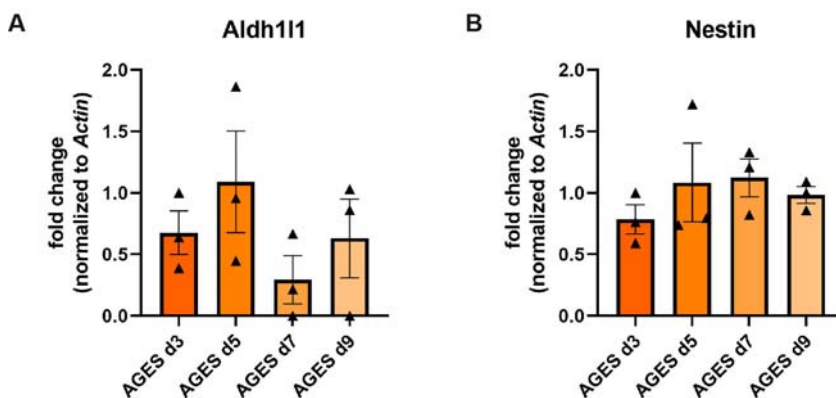 A
Aldh1l1
fold change
(normalized to Actin)
2.0
1.5
1.0
0.5
0.0
AGES d3
AGES d5
AGES d7
AGES d9
B
Nestin
fold change
(normalized to Actin)
2.0
1.5
1.0
0.5
0.0
AGES d3
AGES d5
AGES d7
AGES d9